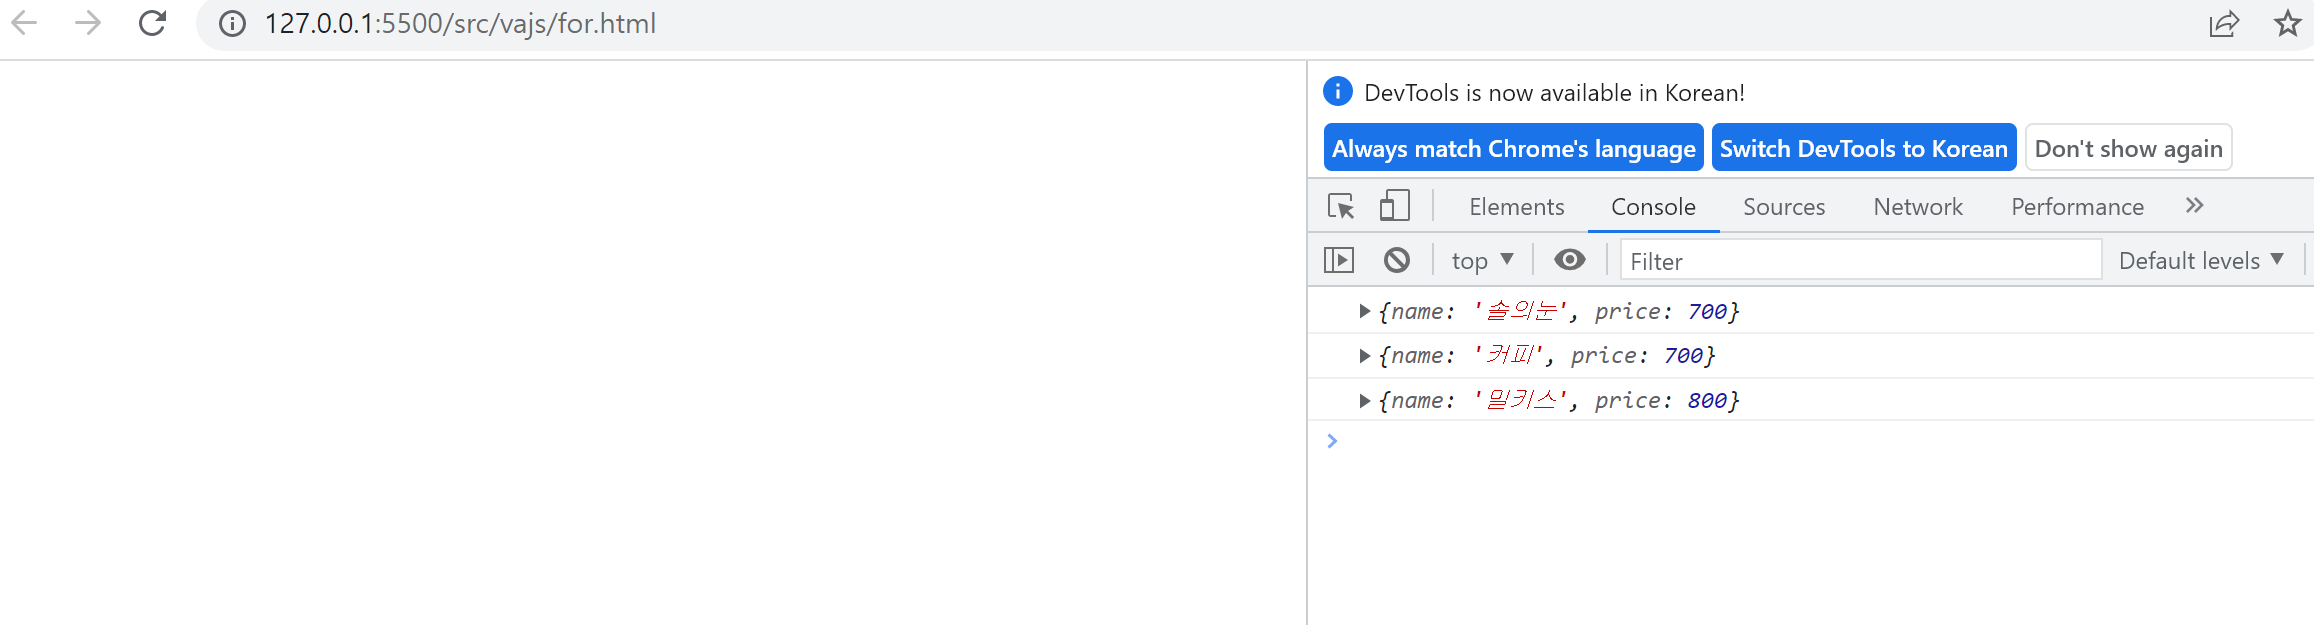 127.0.0.1:5500/src/vajs/for.html
DevTools is now available in Korean!
Always match Chrome's language Switch DevTools to Korean Don't show again
Elements Console Sources Network Performance »
top ▼ Filter Default levels ▼
▶ {name: '솔의눈', price: 700}
▶ {name: '커피', price: 700}
▶ {name: '밀키스', price: 800}
>